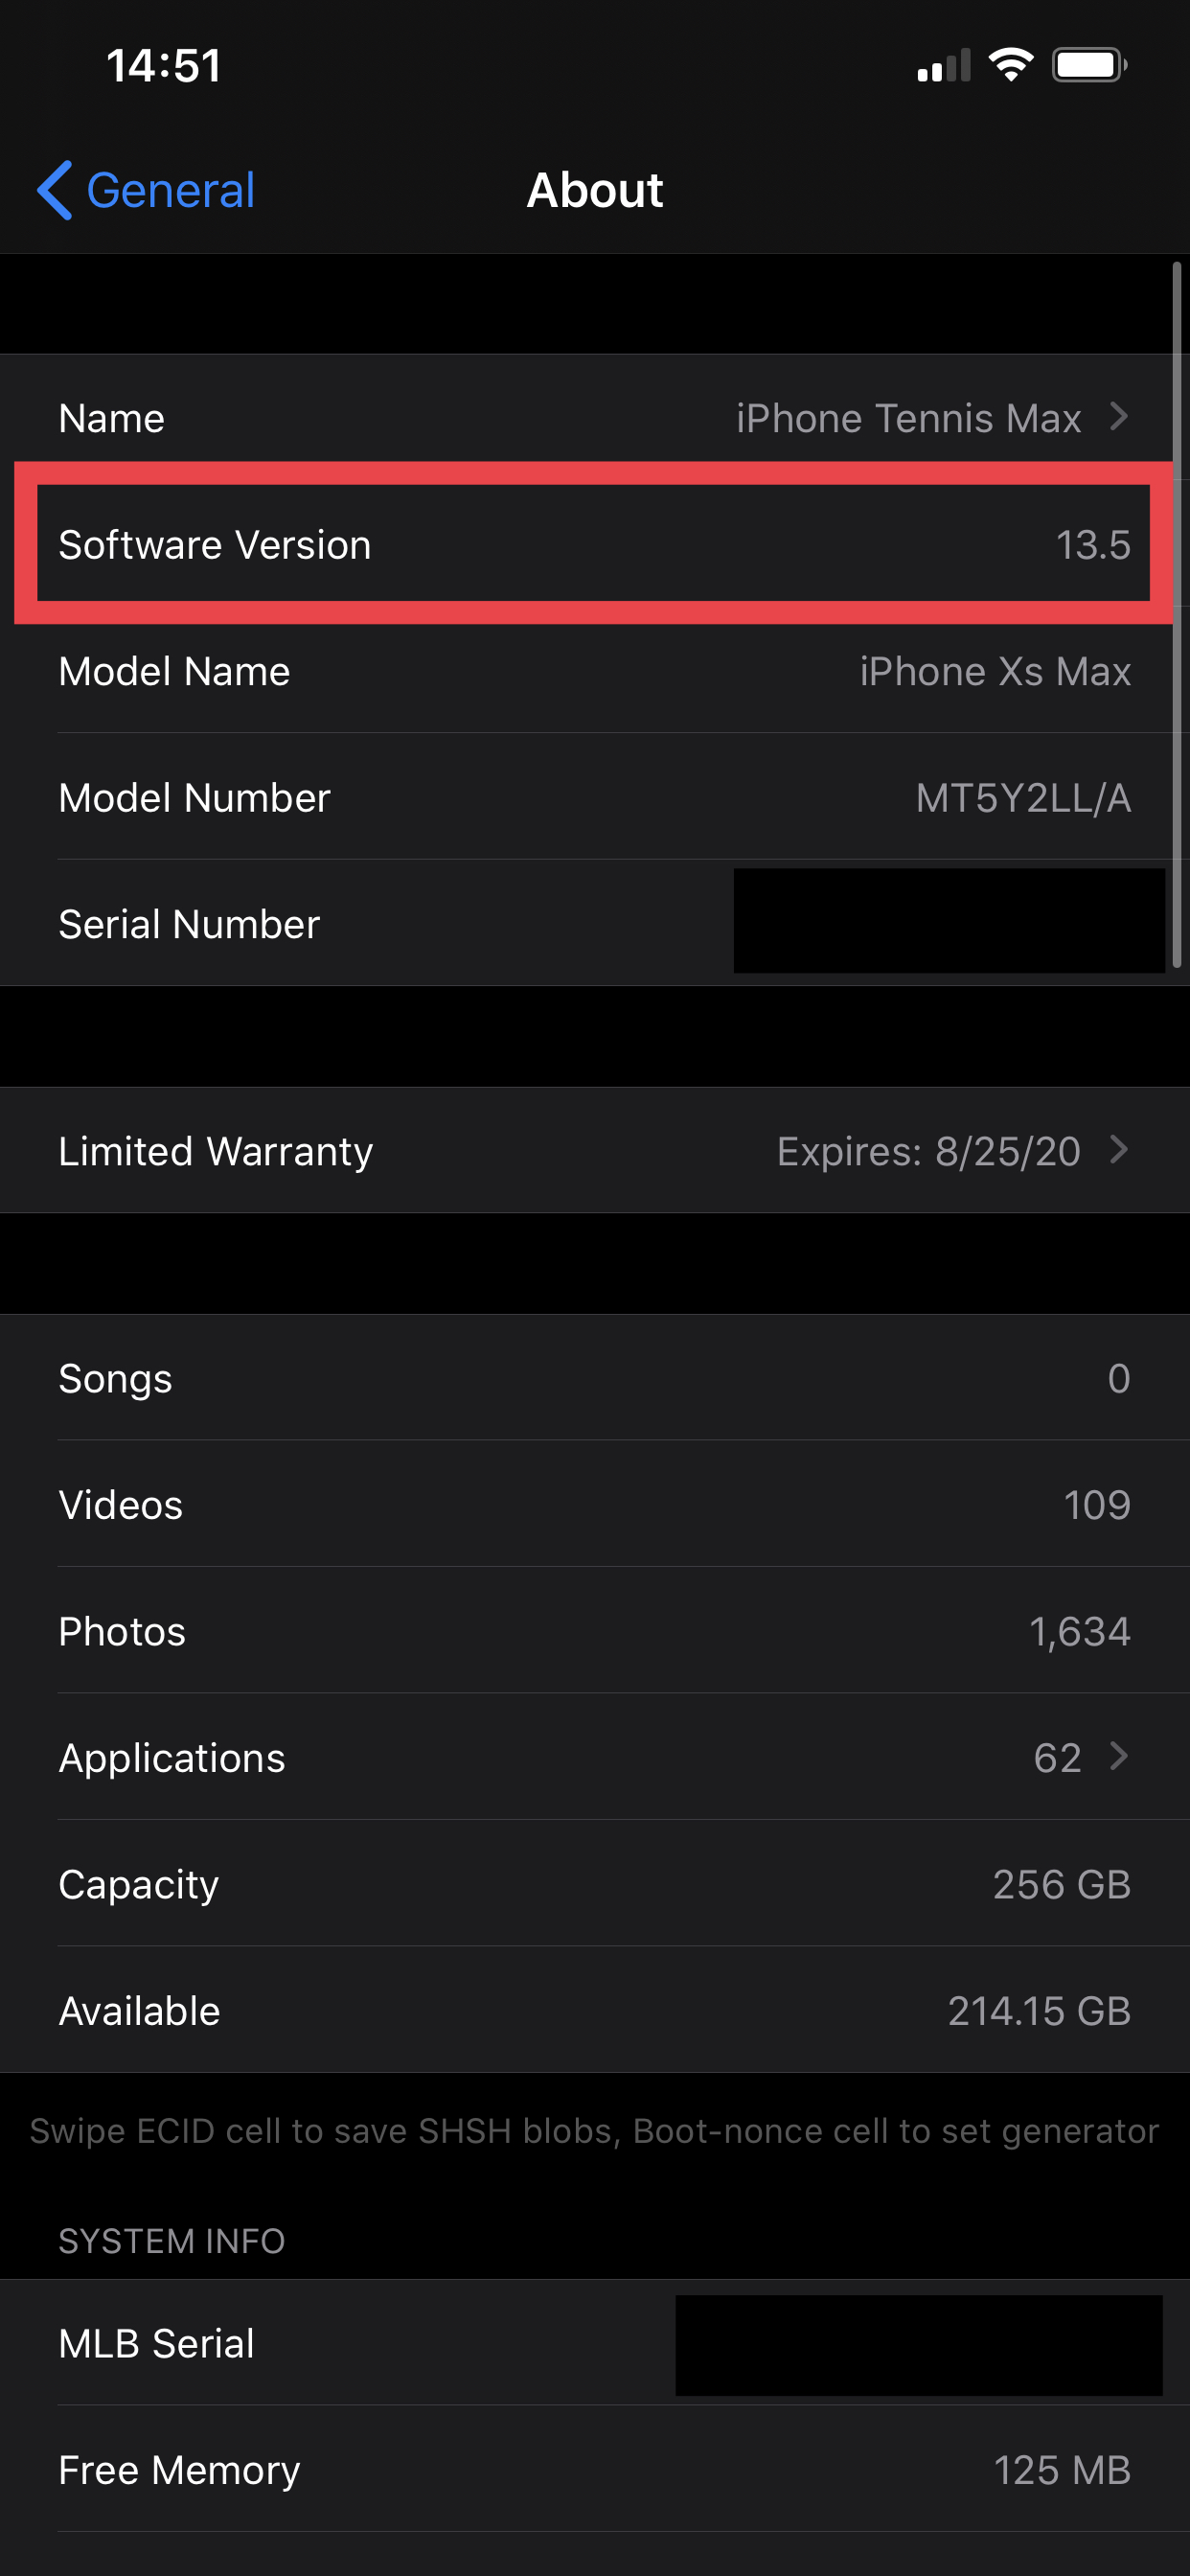 14:51
General About
Name iPhone Tennis Max
Software Version 13.5
Model Name iPhone Xs Max
Model Number MT5Y2LL/A
Serial Number
Limited Warranty Expires: 8/25/20
Songs 0
Videos 109
Photos 1,634
Applications 62
Capacity 256 GB
Available 214.15 GB
Swipe ECID cell to save SHSH blobs, Boot-nonce cell to set generator
SYSTEM INFO
MLB Serial
Free Memory 125 MB